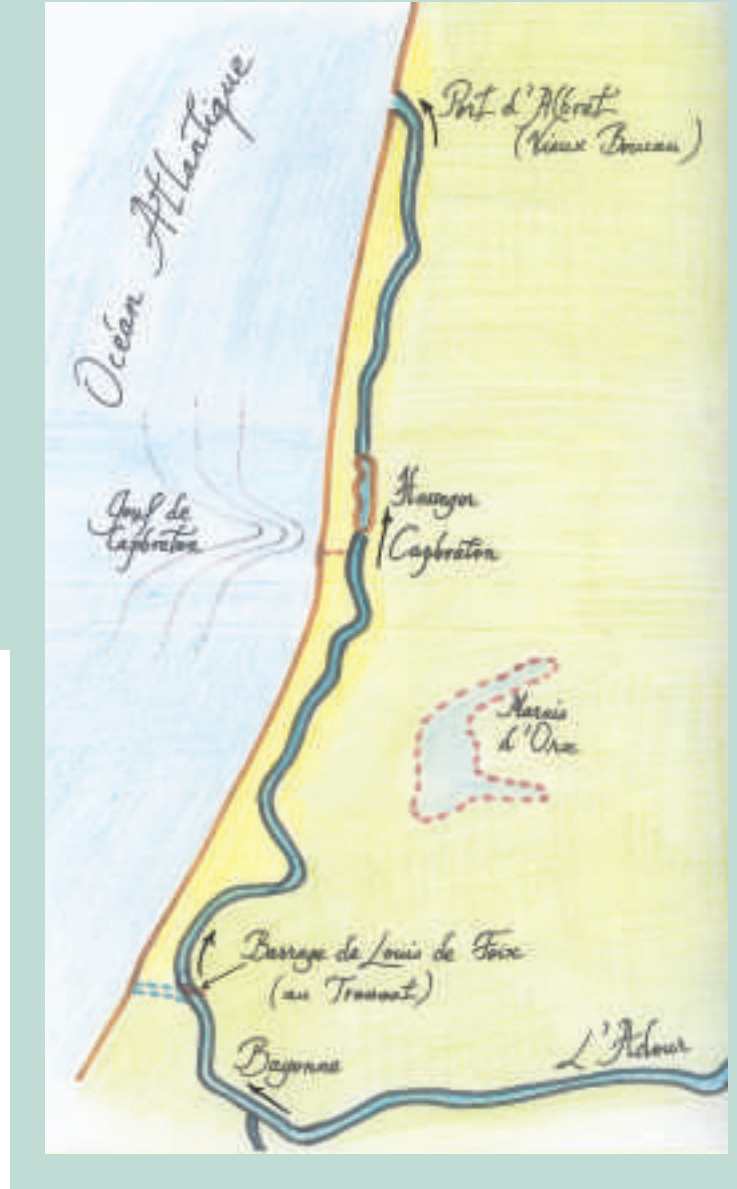 Océan Atlantique
Port d'Albret
(Vieux Boucau)
Gouf de
Capbreton
Hossegor
Capbreton
Marais
d'Orx
Barrage de Louis de Foix
(au Trossoat)
Bayonne
L'Adour